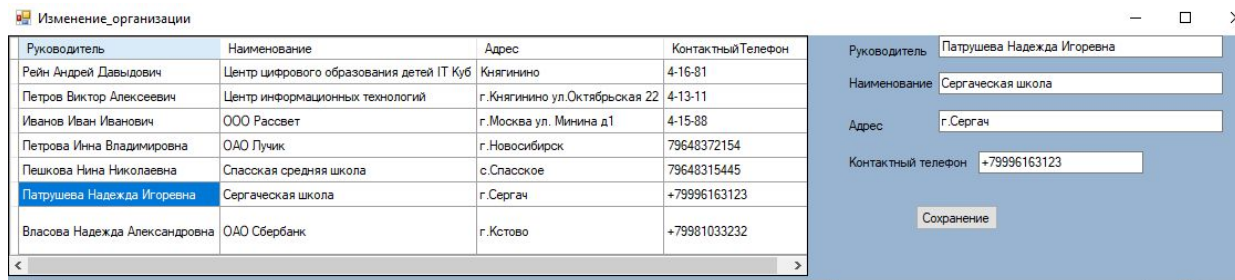 Изменение_организации
Руководитель Наименование Адрес КонтактныйТелефон
Рейн Андрей Давыдович Центр цифрового образования детей IT Куб Княгинино 4-16-81
Петров Виктор Алексеевич Центр информационных технологий г.Княгинино ул.Октябрьская 22 4-13-11
Иванов Иван Иванович ООО Рассвет г.Москва ул. Минина д1 4-15-88
Петрова Инна Владимировна ОАО Лучик г.Новосибирск 79648372154
Пешкова Нина Николаевна Спасская средняя школа с.Спасское 79648315445
Патрушева Надежда Игоревна Сергаческая школа г.Сергач +79996163123
Власова Надежда Александровна ОАО Сбербанк г.Кстово +79981033232
Руководитель Патрушева Надежда Игоревна
Наименование Сергаческая школа
Адрес г.Сергач
Контактный телефон +79996163123
Сохранение